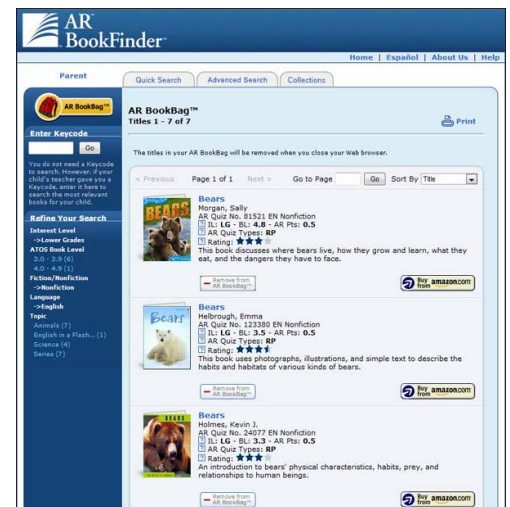 AR
BookFinder™
Home | Español | About Us | Help
Parent
Quick Search
Advanced Search
Collections
AR BookBag™
Enter Keycode
Go
You do not need a Keycode
to search. However, if your
child's teacher gave you a
Keycode, enter it here to
search the most relevant
books for your child.
Refine Your Search
Interest Level
->Lower Grades
ATOS Book Level
3.0 - 3.9 (6)
4.0 - 4.9 (1)
Fiction/Nonfiction
->Nonfiction
Language
->English
Topic
Animals (7)
English in a Flash... (1)
Science (4)
Series (7)
AR BookBag™
Titles 1 - 7 of 7
Print
The titles in your AR BookBag will be removed when you close your Web browser.
< Previous Page 1 of 1 Next > Go to Page Go Sort By Title
BEARS
Bears
Morgan, Sally
AR Quiz No. 81521 EN Nonfiction
? IL: LG - BL: 4.8 - AR Pts: 0.5
? AR Quiz Types: RP
? Rating:
This book discusses where bears live, how they grow and learn, what they
eat, and the dangers they have to face.
Remove from
AR BookBag™
Buy from amazon.com
Bears
Bears
Helbrough, Emma
AR Quiz No. 123380 EN Nonfiction
? IL: LG - BL: 3.5 - AR Pts: 0.5
? AR Quiz Types: RP
? Rating:
This book uses photographs, illustrations, and simple text to describe the
habits and habitats of various kinds of bears.
Remove from
AR BookBag™
Buy from amazon.com
BEARS
Bears
Holmes, Kevin J.
AR Quiz No. 24077 EN Nonfiction
? IL: LG - BL: 3.3 - AR Pts: 0.5
? AR Quiz Types: RP
? Rating:
An introduction to bears' physical characteristics, habits, prey, and
relationships to human beings.
Remove from
AR BookBag™
Buy from amazon.com